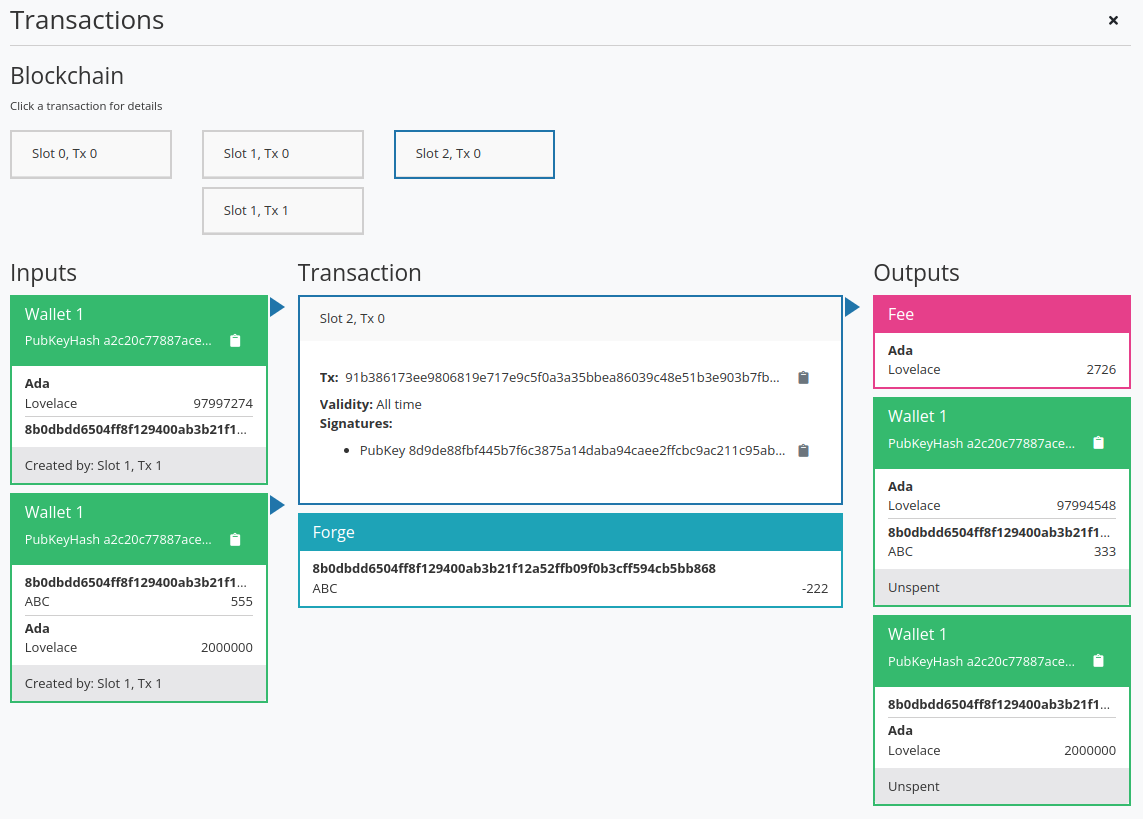 Transactions
Blockchain
Click a transaction for details
Slot 0, Tx 0
Slot 1, Tx 0
Slot 2, Tx 0
Slot 1, Tx 1
Inputs
Wallet 1
PubKeyHash a2c20c77887ace...
Ada
Lovelace 97997274
8b0dbdd6504ff8f129400ab3b21f1...
Created by: Slot 1, Tx 1
Wallet 1
PubKeyHash a2c20c77887ace...
8b0dbdd6504ff8f129400ab3b21f1...
ABC 555
Ada
Lovelace 2000000
Created by: Slot 1, Tx 1
Transaction
Slot 2, Tx 0
Tx: 91b386173ee9806819e717e9c5f0a3a35bbea86039c48e51b3e903b7fb...
Validity: All time
Signatures:
• PubKey 8d9de88fbf445b7f6c3875a14daba94caee2ffcbc9ac211c95ab...
Forge
8b0dbdd6504ff8f129400ab3b21f12a52ffb09f0b3cff594cb5bb868
ABC -222
Outputs
Fee
Ada
Lovelace 2726
Wallet 1
PubKeyHash a2c20c77887ace...
Ada
Lovelace 97994548
8b0dbdd6504ff8f129400ab3b21f1...
ABC 333
Unspent
Wallet 1
PubKeyHash a2c20c77887ace...
8b0dbdd6504ff8f129400ab3b21f1...
Ada
Lovelace 2000000
Unspent